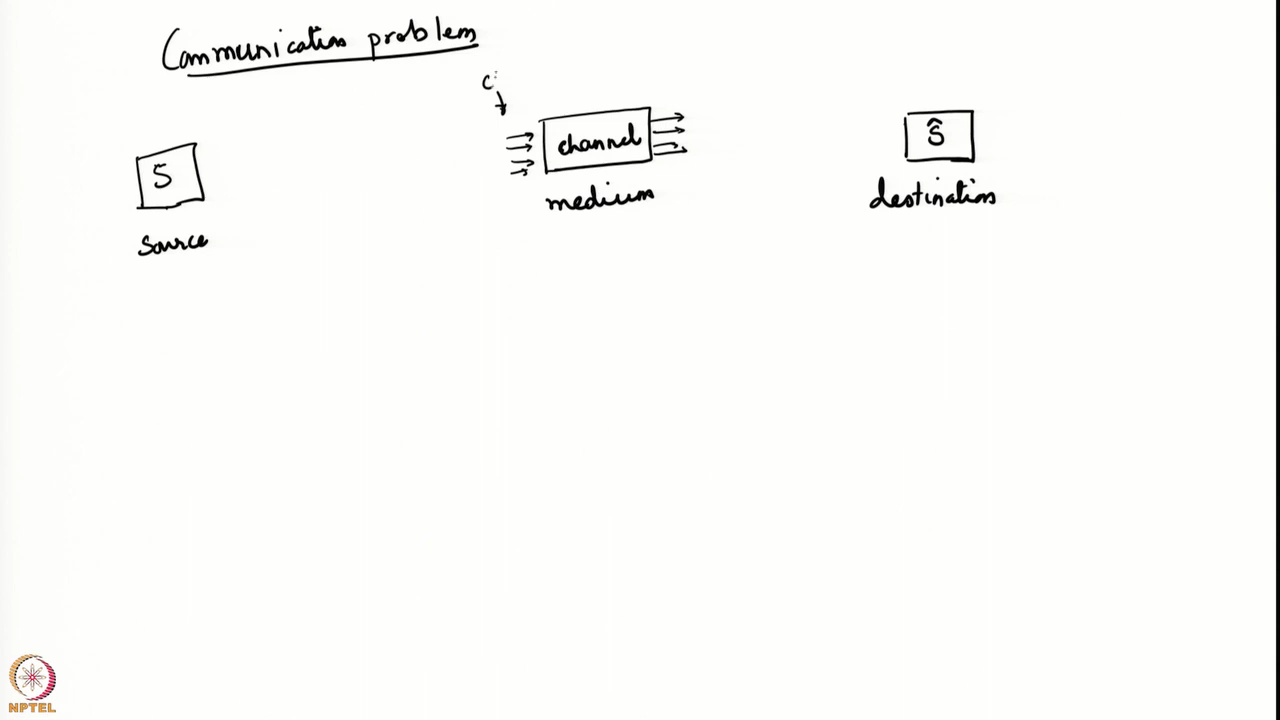 Communication problem
c
channel
S
Ŝ
medium
destination
source
NPTEL